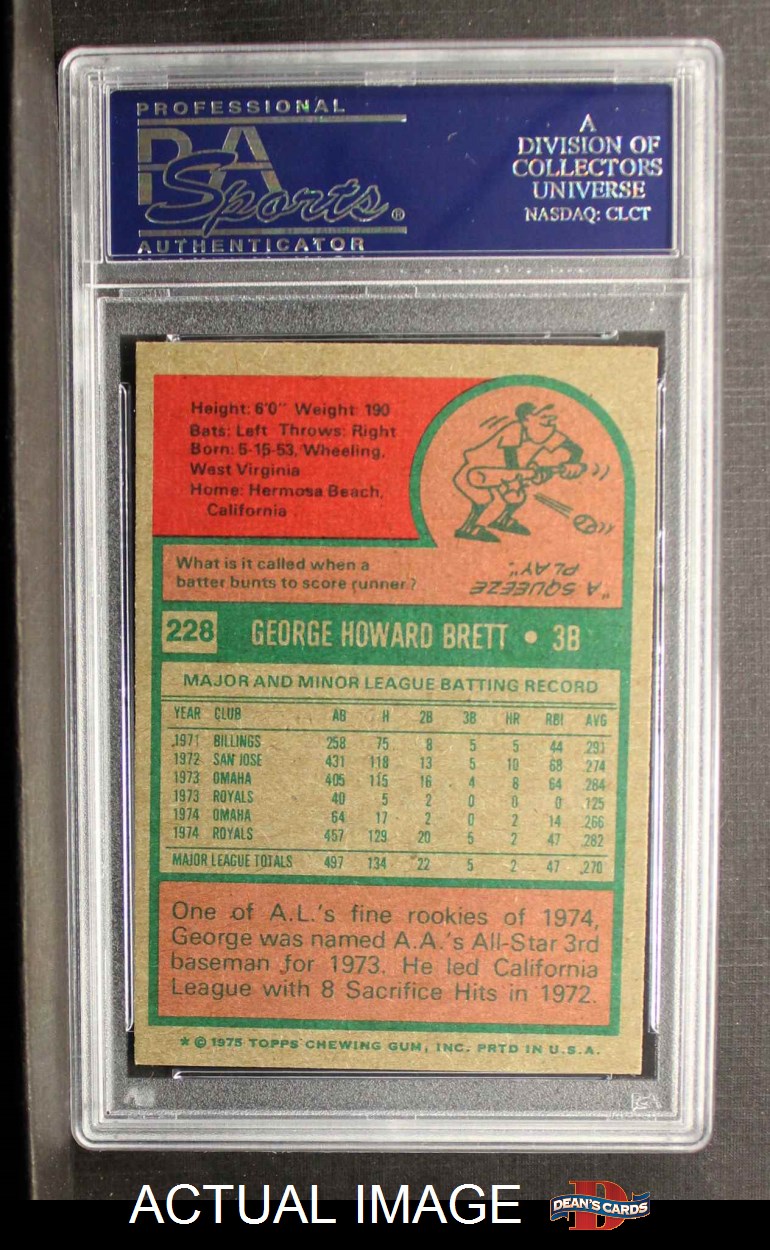 PROFESSIONAL
PSA
Sports®
AUTHENTICATOR
A
DIVISION OF
COLLECTORS
UNIVERSE
NASDAQ: CLCT
Height: 6'0" Weight: 190
Bats: Left Throws: Right
Born: 5-15-53, Wheeling,
West Virginia
Home: Hermosa Beach,
California
What is it called when a
batter bunts to score runner?
"A SQUEEZE
PLAY".
228 GEORGE HOWARD BRETT • 3B
MAJOR AND MINOR LEAGUE BATTING RECORD
YEAR CLUB AB H 2B 3B HR RBI AVG
1971 BILLINGS 258 75 8 5 5 44 .291
1972 SAN JOSE 431 118 13 5 10 68 .274
1973 OMAHA 405 115 16 4 8 64 .284
1973 ROYALS 40 5 2 0 0 0 .125
1974 OMAHA 64 17 2 0 2 14 .266
1974 ROYALS 457 129 20 5 2 47 .282
MAJOR LEAGUE TOTALS 497 134 22 5 2 47 .270
One of A.L.'s fine rookies of 1974,
George was named A.A.'s All-Star 3rd
baseman for 1973. He led California
League with 8 Sacrifice Hits in 1972.
* © 1975 TOPPS CHEWING GUM, INC. PRTD IN U.S.A.
PSA
ACTUAL IMAGE
DEAN'S CARDS